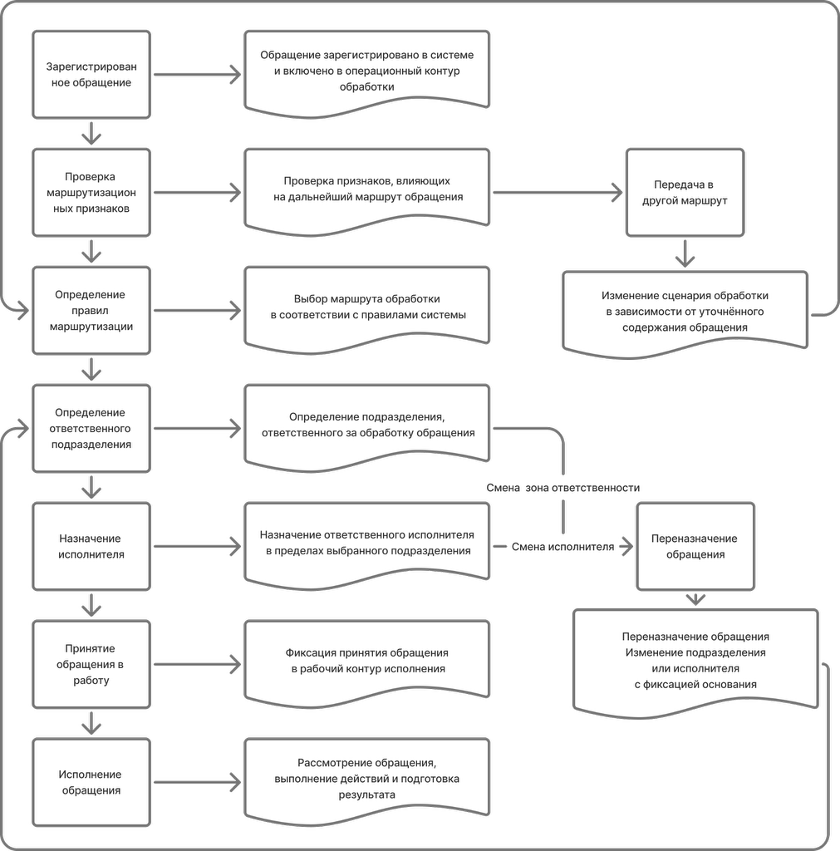 Зарегистрирован
ное обращение
Обращение зарегистрировано в системе
и включено в операционный контур
обработки
Проверка
маршрутизацион
ных признаков
Проверка признаков, влияющих
на дальнейший маршрут обращения
Передача в
другой маршрут
Определение
правил
маршрутизации
Выбор маршрута обработки
в соответствии с правилами системы
Изменение сценария обработки
в зависимости от уточнённого
содержания обращения
Определение
ответственного
подразделения
Определение подразделения,
ответственного за обработку обращения
Смена зона ответственности
Назначение
исполнителя
Назначение ответственного исполнителя
в пределах выбранного подразделения
Смена исполнителя
Переназначение
обращения
Принятие
обращения в
работу
Фиксация принятия обращения
в рабочий контур исполнения
Переназначение обращения
Изменение подразделения
или исполнителя
с фиксацией основания
Исполнение
обращения
Рассмотрение обращения,
выполнение действий и подготовка
результата